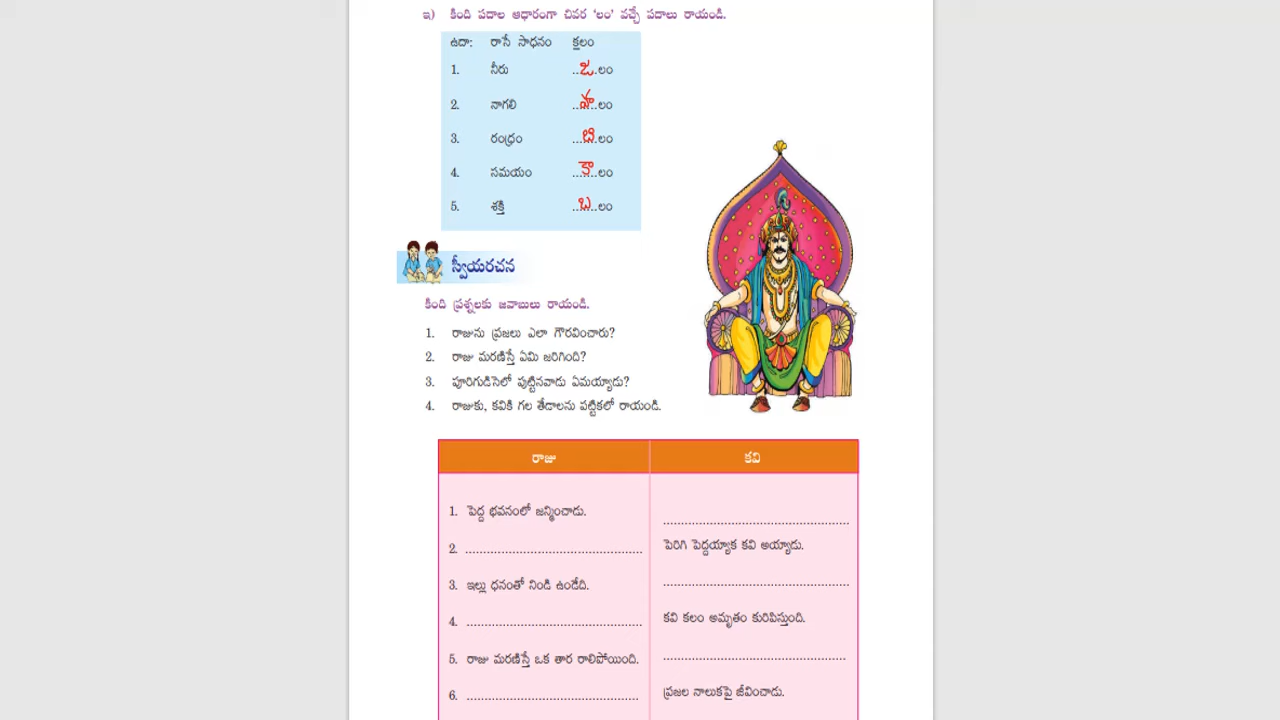 ఇ) కింది పదాల ఆధారంగా చివర 'లం' వచ్చే పదాలు రాయండి.
ఉదా: రాసే సాధనం క్షలం
1. నీరు ..జ..లం
2. నాగలి ..హ..లం
3. రంధ్రం ...బి..లం
4. సమయం ...కా..లం
5. శక్తి ..బ..లం
స్వీయరచన
కింది ప్రశ్నలకు జవాబులు రాయండి.
1. రాజును ప్రజలు ఎలా గౌరవించారు?
2. రాజు మరణిస్తే ఏమి జరిగింది?
3. పూరిగుడిసెలో పుట్టినవాడు ఏమయ్యాడు?
4. రాజుకు, కవికి గల తేడాలను పట్టికలో రాయండి.
రాజు కవి
1. పెద్ద భవనంలో జన్మించాడు. ................................................
2. .............................................. పెరిగి పెద్దయ్యాక కవి అయ్యాడు.
3. ఇల్లు ధనంతో నిండి ఉండేది. ................................................
4. .............................................. కవి కలం అమృతం కురిపిస్తుంది.
5. రాజు మరణిస్తే ఒక తార రాలిపోయింది. ...............................................
6. ............................................. ప్రజల నాలుకపై జీవించాడు.